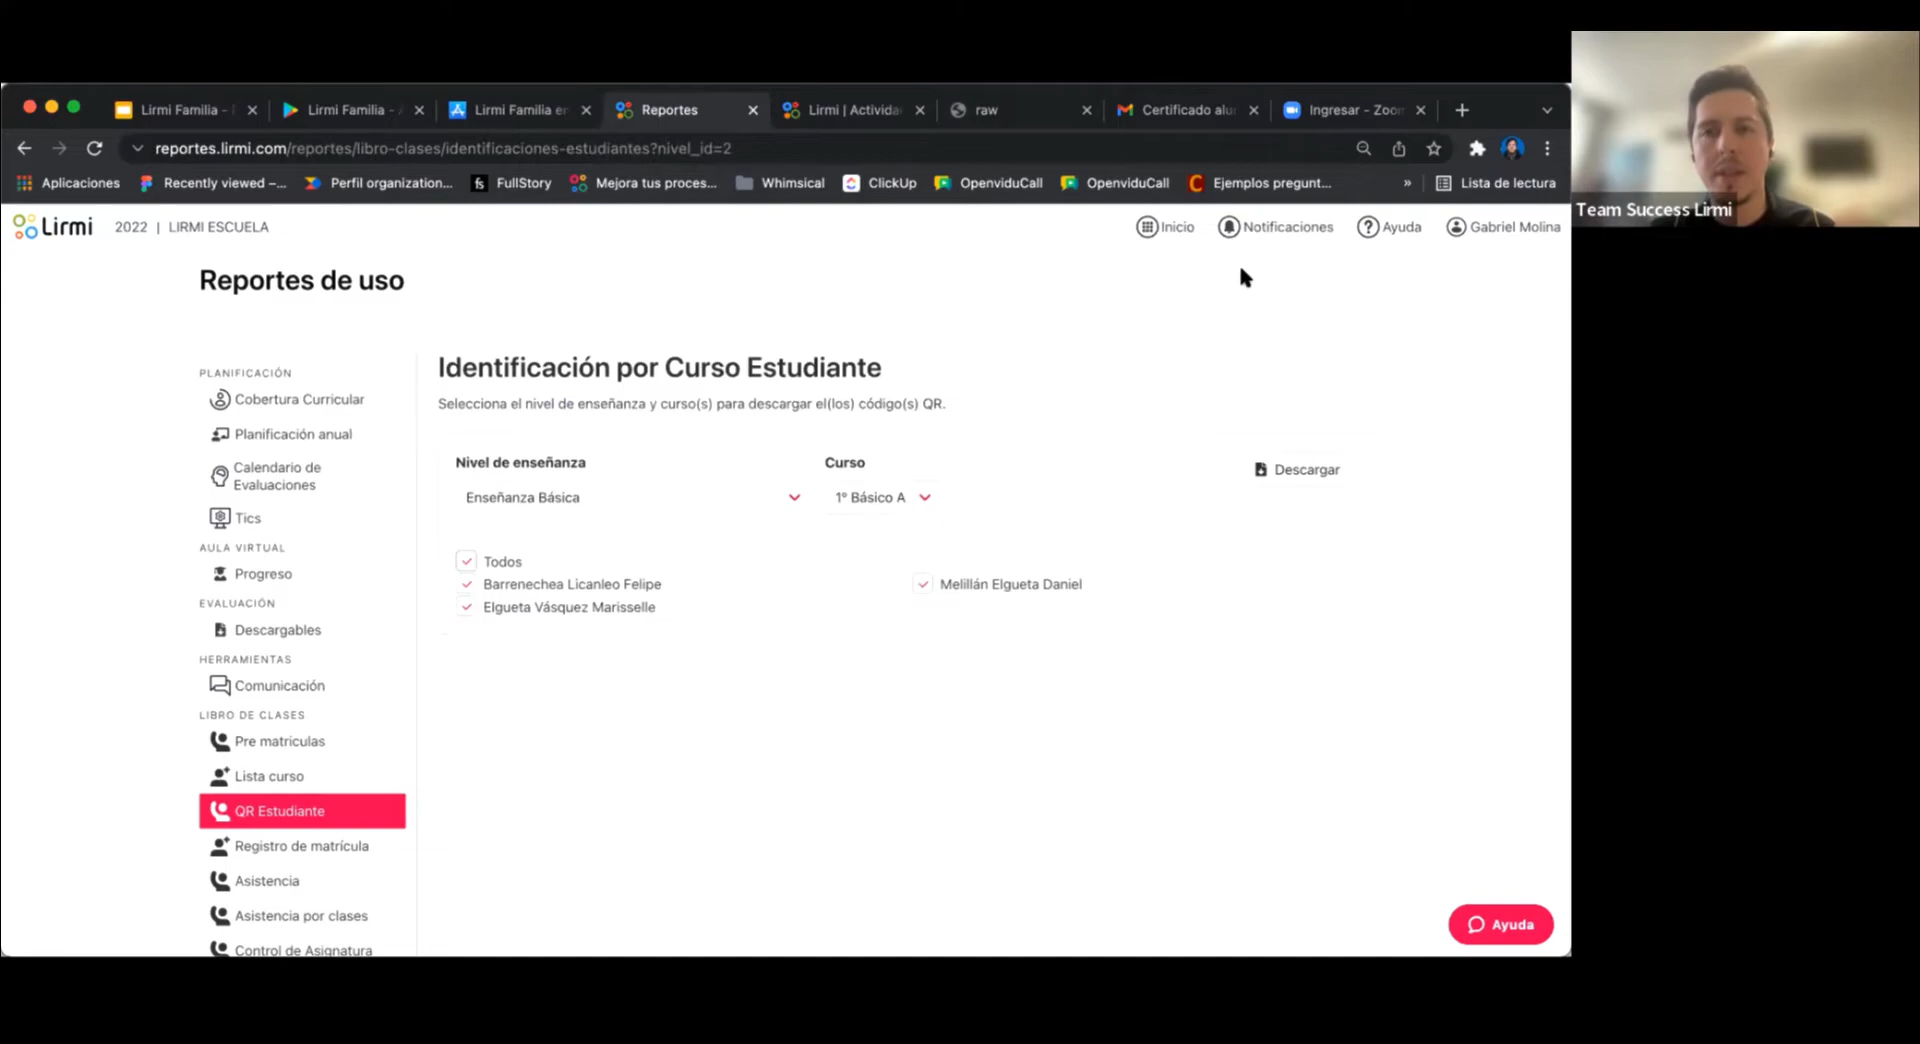 Lirmi Familia -
Lirmi Familia -
Lirmi Familia en
Reportes
Lirmi | Activida
raw
Certificado alu
Ingresar - Zoom
reportes.lirmi.com/reportes/libro-clases/identificaciones-estudiantes?nivel_id=2
Aplicaciones
Recently viewed –...
Perfil organization...
fs FullStory
Mejora tus proces...
Whimsical
ClickUp
OpenviduCall
OpenviduCall
Ejemplos pregunt...
»
Lista de lectura
Team Success Lirmi
Lirmi
2022 | LIRMI ESCUELA
Inicio
Notificaciones
Ayuda
Gabriel Molina
Reportes de uso
PLANIFICACIÓN
Cobertura Curricular
Planificación anual
Calendario de
Evaluaciones
Tics
AULA VIRTUAL
Progreso
EVALUACIÓN
Descargables
HERRAMIENTAS
Comunicación
LIBRO DE CLASES
Pre matriculas
Lista curso
QR Estudiante
Registro de matrícula
Asistencia
Asistencia por clases
Control de Asignatura
Identificación por Curso Estudiante
Selecciona el nivel de enseñanza y curso(s) para descargar el(los) código(s) QR.
Nivel de enseñanza
Enseñanza Básica
Curso
1° Básico A
Descargar
Todos
Barrenechea Licanleo Felipe
Melillán Elgueta Daniel
Elgueta Vásquez Marisselle
Ayuda